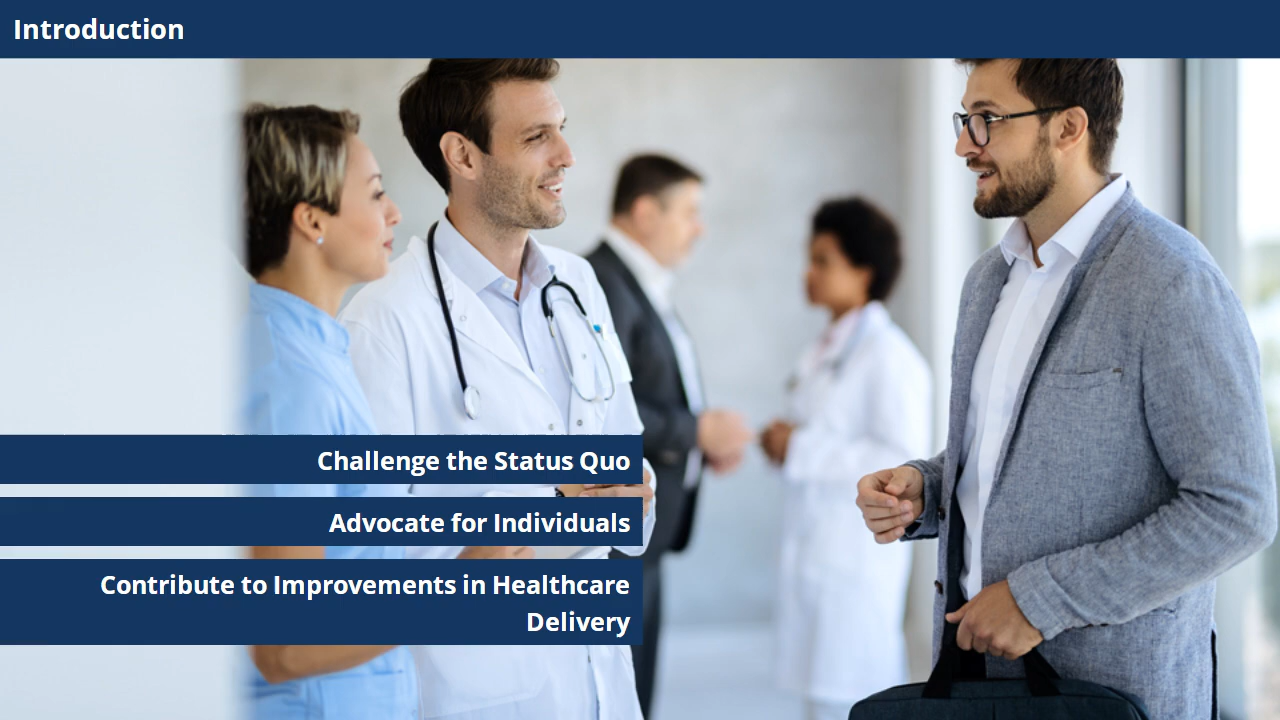 Introduction
Challenge the Status Quo
Advocate for Individuals
Contribute to Improvements in Healthcare
Delivery